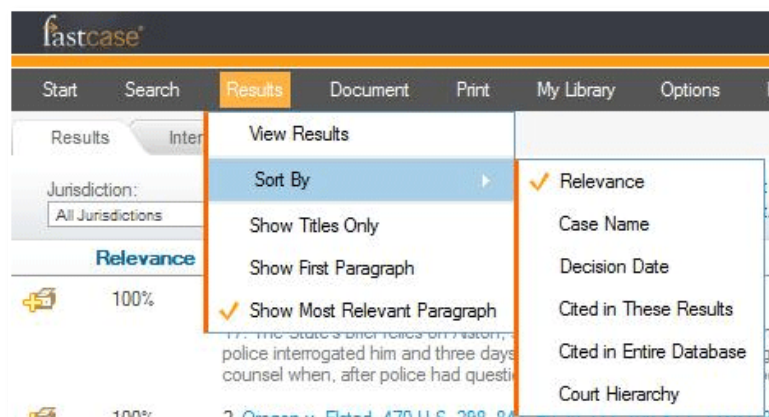 fastcase
Start Search Results Document Print My Library Options
Results Inter
View Results
Sort By
Relevance
Jurisdiction:
All Jurisdictions
Case Name
Show Titles Only
Relevance
Show First Paragraph
Decision Date
100%
Show Most Relevant Paragraph
Cited in These Results
police interrogated him and three days
Cited in Entire Database
counsel when, after police had questi
Court Hierarchy